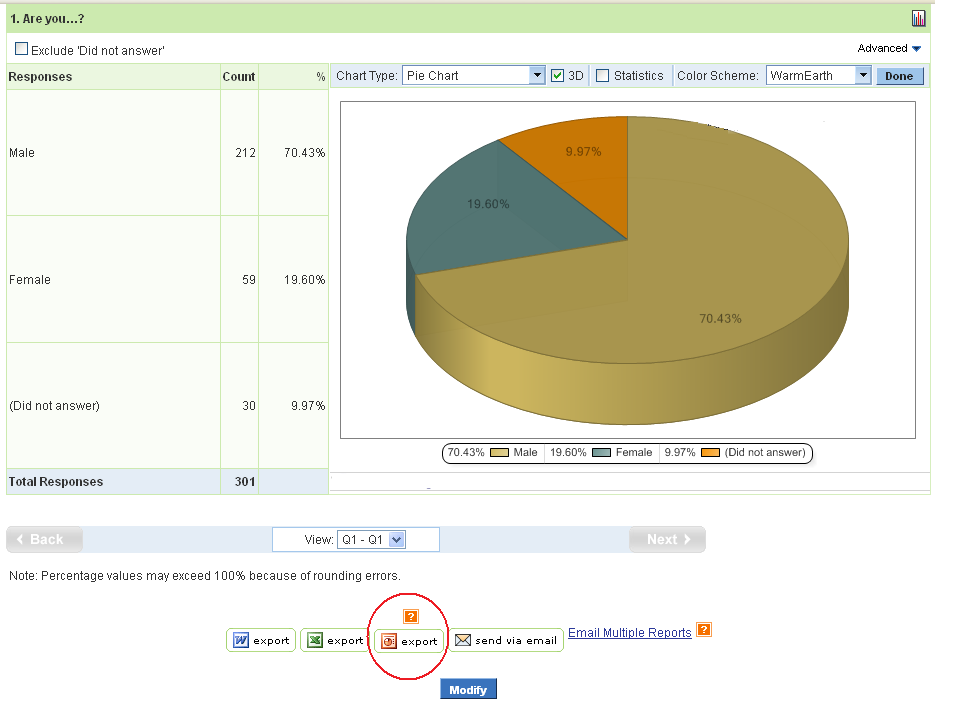 1. Are you...?
Exclude 'Did not answer'
Advanced
Responses Count %
Chart Type: Pie Chart 3D Statistics Color Scheme: WarmEarth Done
Male 212 70.43%
Female 59 19.60%
(Did not answer) 30 9.97%
Total Responses 301
9.97%
19.60%
70.43%
70.43% Male 19.60% Female 9.97% (Did not answer)
Back View: Q1 - Q1 Next
Note: Percentage values may exceed 100% because of rounding errors.
?
export export export send via email Email Multiple Reports ?
Modify